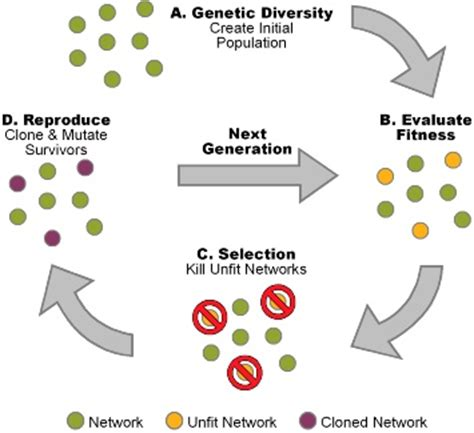 A. Genetic Diversity
Create Initial
Population
B. Evaluate
Fitness
C. Selection
Kill Unfit Networks
D. Reproduce
Clone & Mutate
Survivors
Next
Generation
Network
Unfit Network
Cloned Network